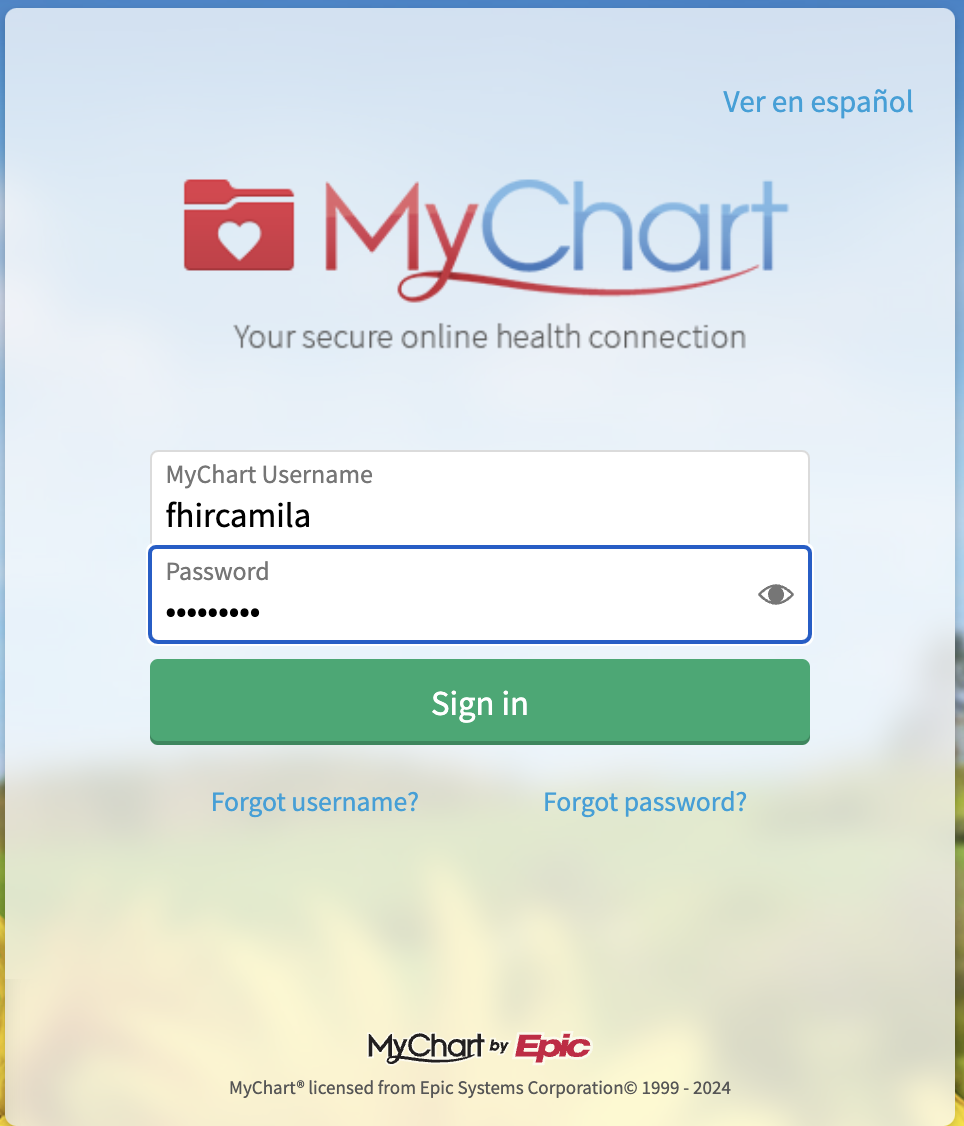 Ver en español
MyChart
Your secure online health connection
MyChart Username
fhircamila
Password
•••••••••
Sign in
Forgot username?
Forgot password?
MyChart by Epic
MyChart® licensed from Epic Systems Corporation© 1999 - 2024